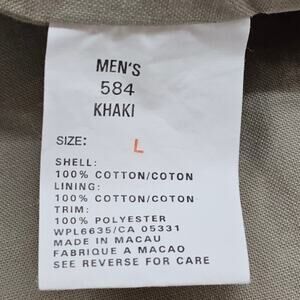 MEN'S
584
KHAKI
SIZE: L
SHELL:
100% COTTON/COTON
LINING:
100% COTTON/COTON
TRIM:
100% POLYESTER
WPL6635/CA 05331
MADE IN MACAU
FABRIQUE A MACAO
SEE REVERSE FOR CARE